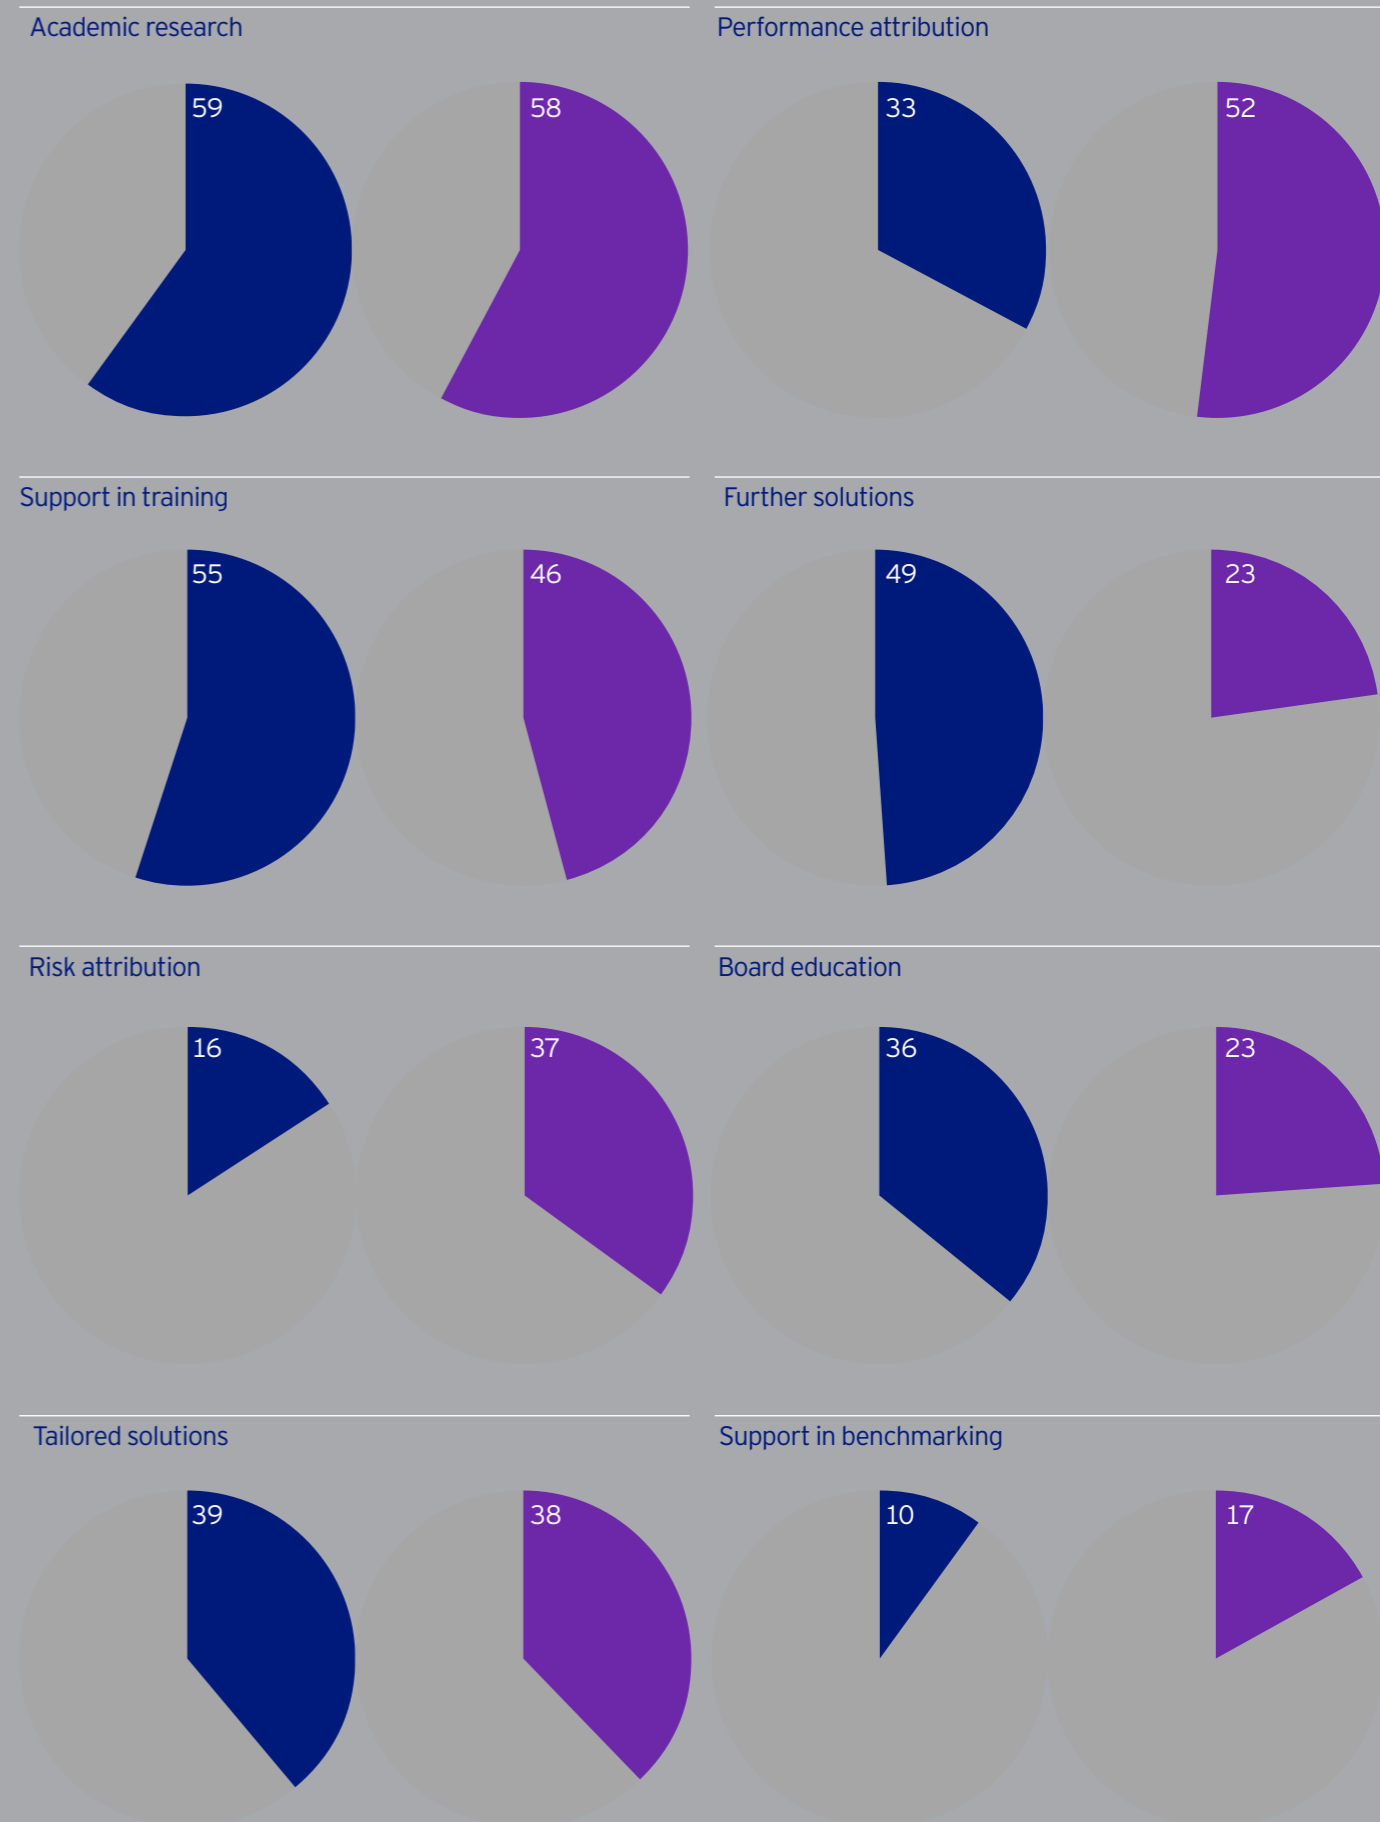 Academic research
59
58
Performance attribution
33
52
Support in training
55
46
Further solutions
49
23
Risk attribution
16
37
Board education
36
23
Tailored solutions
39
38
Support in benchmarking
10
17